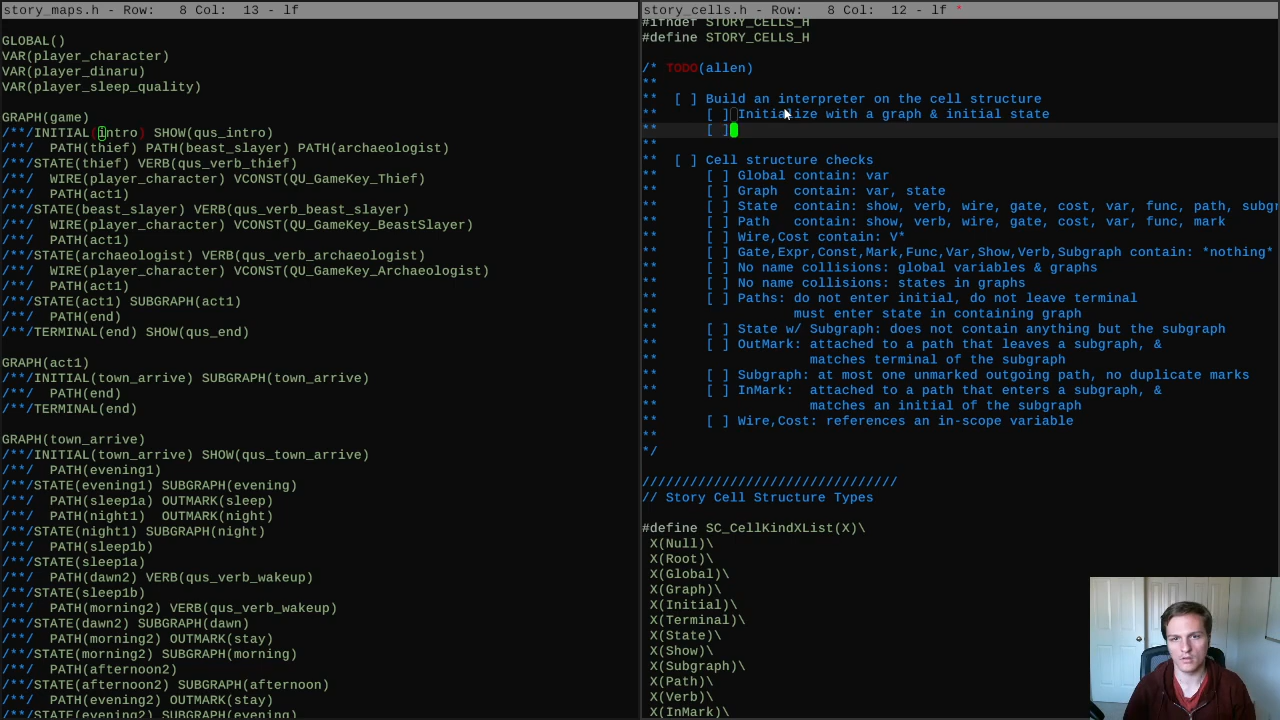 story_maps.h - Row:   8 Col:  13 - lf
GLOBAL()
VAR(player_character)
VAR(player_dinaru)
VAR(player_sleep_quality)
GRAPH(game)
/**/INITIAL(intro) SHOW(qus_intro)
/**/  PATH(thief) PATH(beast_slayer) PATH(archaeologist)
/**/STATE(thief) VERB(qus_verb_thief)
/**/  WIRE(player_character) VCONST(QU_GameKey_Thief)
/**/  PATH(act1)
/**/STATE(beast_slayer) VERB(qus_verb_beast_slayer)
/**/  WIRE(player_character) VCONST(QU_GameKey_BeastSlayer)
/**/  PATH(act1)
/**/STATE(archaeologist) VERB(qus_verb_archaeologist)
/**/  WIRE(player_character) VCONST(QU_GameKey_Archaeologist)
/**/  PATH(act1)
/**/STATE(act1) SUBGRAPH(act1)
/**/  PATH(end)
/**/TERMINAL(end) SHOW(qus_end)
GRAPH(act1)
/**/INITIAL(town_arrive) SUBGRAPH(town_arrive)
/**/  PATH(end)
/**/TERMINAL(end)
GRAPH(town_arrive)
/**/INITIAL(town_arrive) SHOW(qus_town_arrive)
/**/  PATH(evening1)
/**/STATE(evening1) SUBGRAPH(evening)
/**/  PATH(sleep1a) OUTMARK(sleep)
/**/  PATH(night1)  OUTMARK(night)
/**/STATE(night1) SUBGRAPH(night)
/**/  PATH(sleep1b)
/**/STATE(sleep1a)
/**/  PATH(dawn2) VERB(qus_verb_wakeup)
/**/STATE(sleep1b)
/**/  PATH(morning2) VERB(qus_verb_wakeup)
/**/STATE(dawn2) SUBGRAPH(dawn)
/**/  PATH(morning2) OUTMARK(stay)
/**/STATE(morning2) SUBGRAPH(morning)
/**/  PATH(afternoon2)
/**/STATE(afternoon2) SUBGRAPH(afternoon)
/**/  PATH(evening2) OUTMARK(stay)
/**/STATE(evening2) SUBGRAPH(evening)
story_cells.h - Row:   8 Col:  12 - lf *
#ifndef STORY_CELLS_H
#define STORY_CELLS_H
/* TODO(allen)
**
**  [ ] Build an interpreter on the cell structure
**      [ ] Initialize with a graph & initial state
**      [ ]
**
**  [ ] Cell structure checks
**      [ ] Global contain: var
**      [ ] Graph  contain: var, state
**      [ ] State  contain: show, verb, wire, gate, cost, var, func, path, subgr
**      [ ] Path   contain: show, verb, wire, gate, cost, var, func, mark
**      [ ] Wire,Cost contain: V*
**      [ ] Gate,Expr,Const,Mark,Func,Var,Show,Verb,Subgraph contain: *nothing*
**      [ ] No name collisions: global variables & graphs
**      [ ] No name collisions: states in graphs
**      [ ] Paths: do not enter initial, do not leave terminal
**                 must enter state in containing graph
**      [ ] State w/ Subgraph: does not contain anything but the subgraph
**      [ ] OutMark: attached to a path that leaves a subgraph, &
**                   matches terminal of the subgraph
**      [ ] Subgraph: at most one unmarked outgoing path, no duplicate marks
**      [ ] InMark:  attached to a path that enters a subgraph, &
**                   matches an initial of the subgraph
**      [ ] Wire,Cost: references an in-scope variable
**
*/
////////////////////////////////
// Story Cell Structure Types
#define SC_CellKindXList(X)\
X(Null)\
X(Root)\
X(Global)\
X(Graph)\
X(Initial)\
X(Terminal)\
X(State)\
X(Show)\
X(Subgraph)\
X(Path)\
X(Verb)\
X(InMark)\